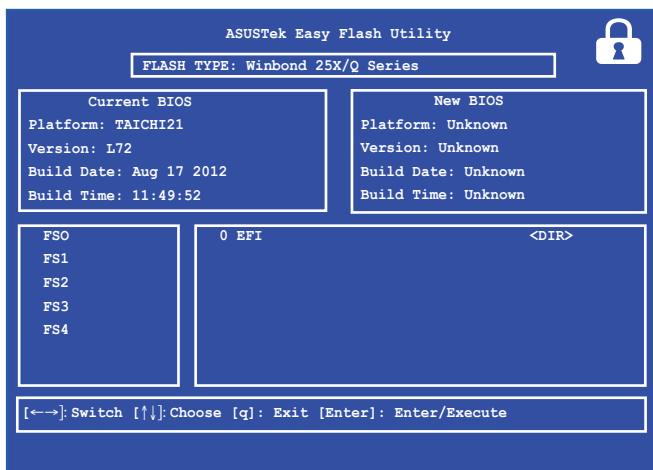 ASUSTek Easy Flash Utility
FLASH TYPE: Winbond 25X/Q Series
Current BIOS
Platform: TAICHI21
Version: L72
Build Date: Aug 17 2012
Build Time: 11:49:52
New BIOS
Platform: Unknown
Version: Unknown
Build Date: Unknown
Build Time: Unknown
FSO
FS1
FS2
FS3
FS4
0 EFI <DIR>
[←→]: Switch [↑↓]: Choose [q]: Exit [Enter]: Enter/Execute